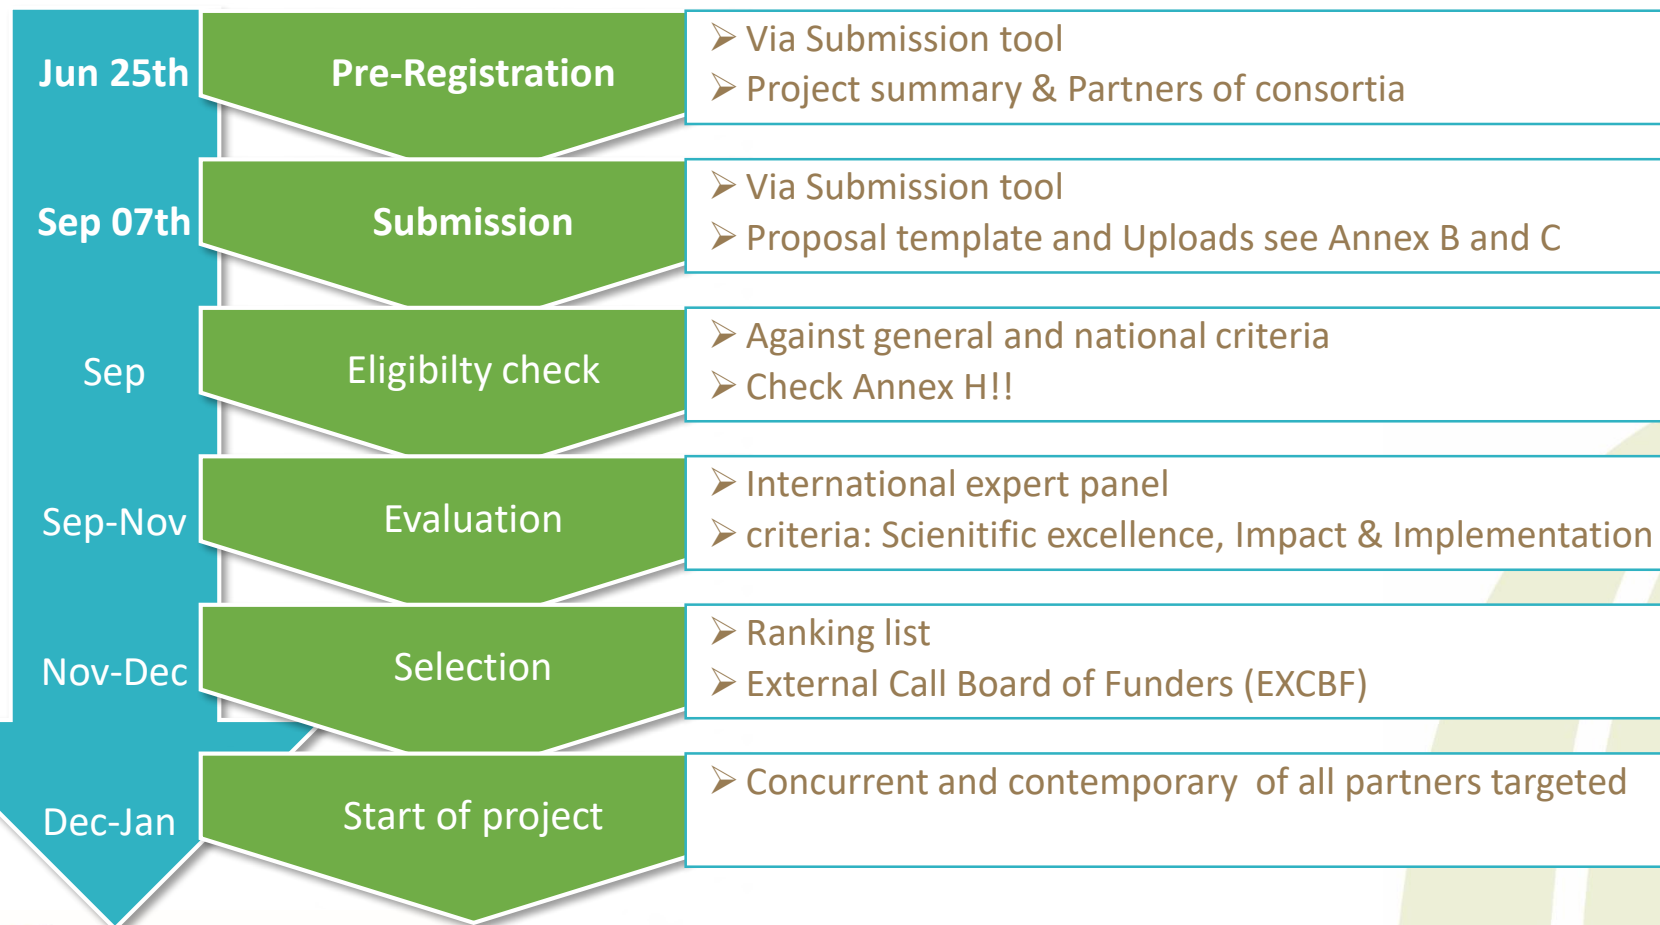 Jun 25th
Pre-Registration
➢ Via Submission tool
➢ Project summary & Partners of consortia
Sep 07th
Submission
➢ Via Submission tool
➢ Proposal template and Uploads see Annex B and C
Sep
Eligibilty check
➢ Against general and national criteria
➢ Check Annex H!!
Sep-Nov
Evaluation
➢ International expert panel
➢ criteria: Scienitific excellence, Impact & Implementation
Nov-Dec
Selection
➢ Ranking list
➢ External Call Board of Funders (EXCBF)
Dec-Jan
Start of project
➢ Concurrent and contemporary  of all partners targeted